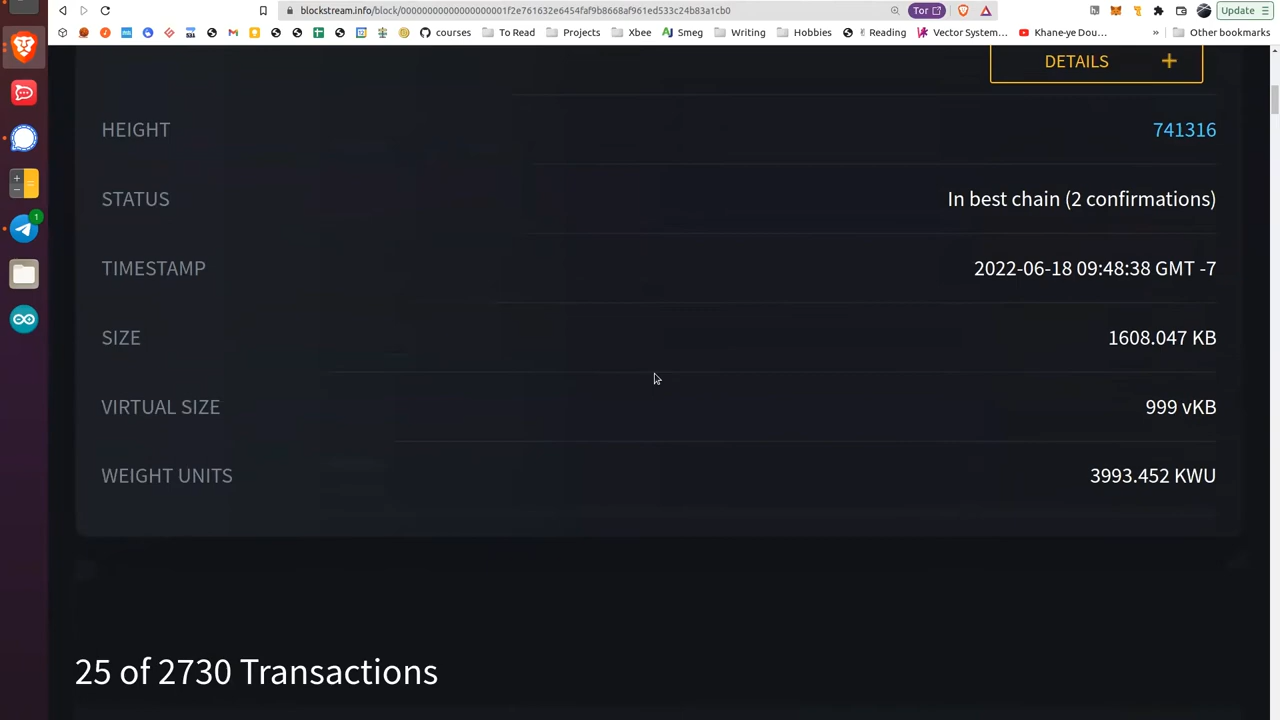 blockstream.info/block/00000000000000000001f2e761632e6454faf9b8668af961ed533c24b83a1cb0
Tor
Update
courses
To Read
Projects
Xbee
Smeg
Writing
Hobbies
Reading
Vector System...
Khane-ye Dou...
»
Other bookmarks
DETAILS +
HEIGHT 741316
STATUS In best chain (2 confirmations)
TIMESTAMP 2022-06-18 09:48:38 GMT -7
SIZE 1608.047 KB
VIRTUAL SIZE 999 vKB
WEIGHT UNITS 3993.452 KWU
25 of 2730 Transactions
1